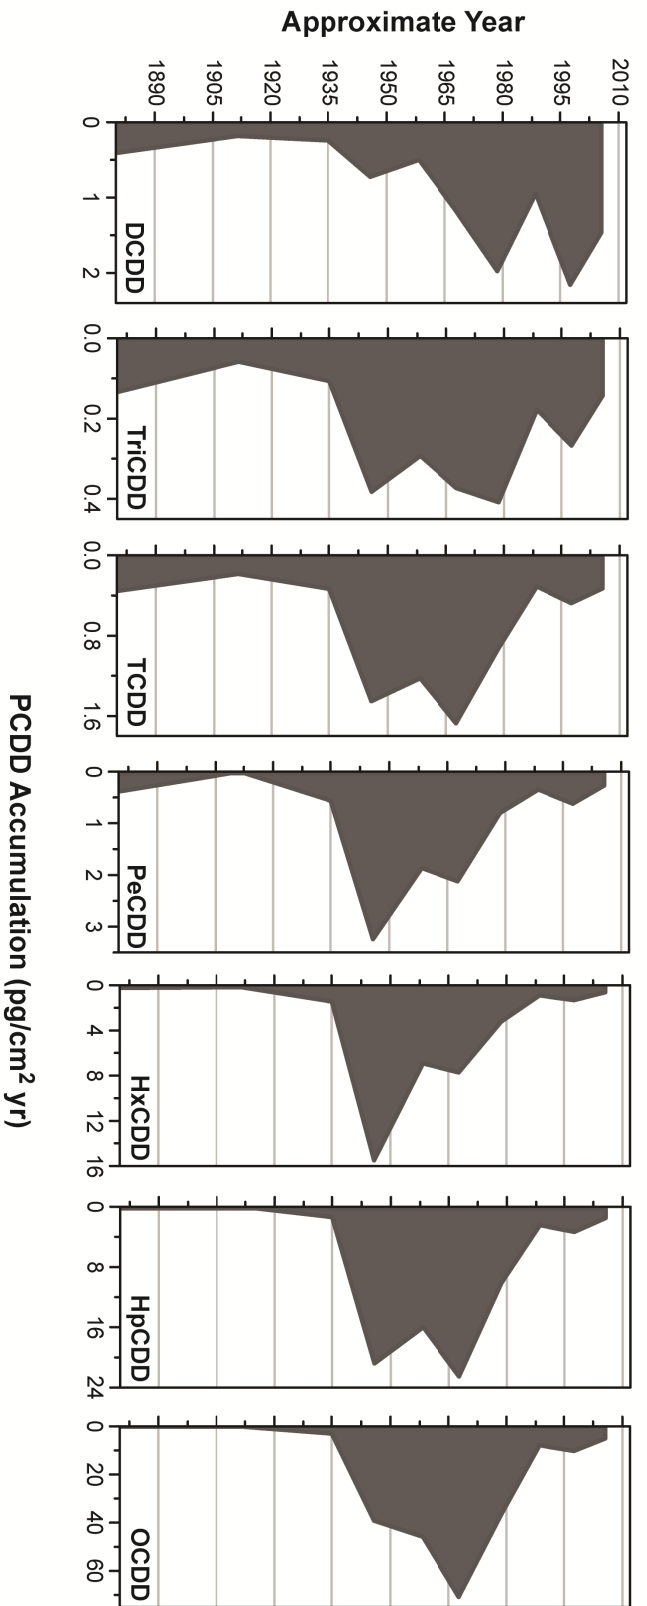 Approximate Year
1890 1905 1920 1935 1950 1965 1980 1995 2010
0 1 2
DCDD
0.0 0.2 0.4
TriCDD
0.0 0.8 1.6
TCDD
0 1 2 3
PeCDD
0 4 8 12 16
HxCDD
0 8 16 24
HpCDD
0 20 40 60
OCDD
PCDD Accumulation (pg/cm² yr)